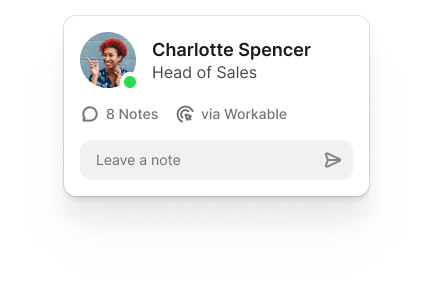 Charlotte Spencer
Head of Sales
8 Notes via Workable
Leave a note